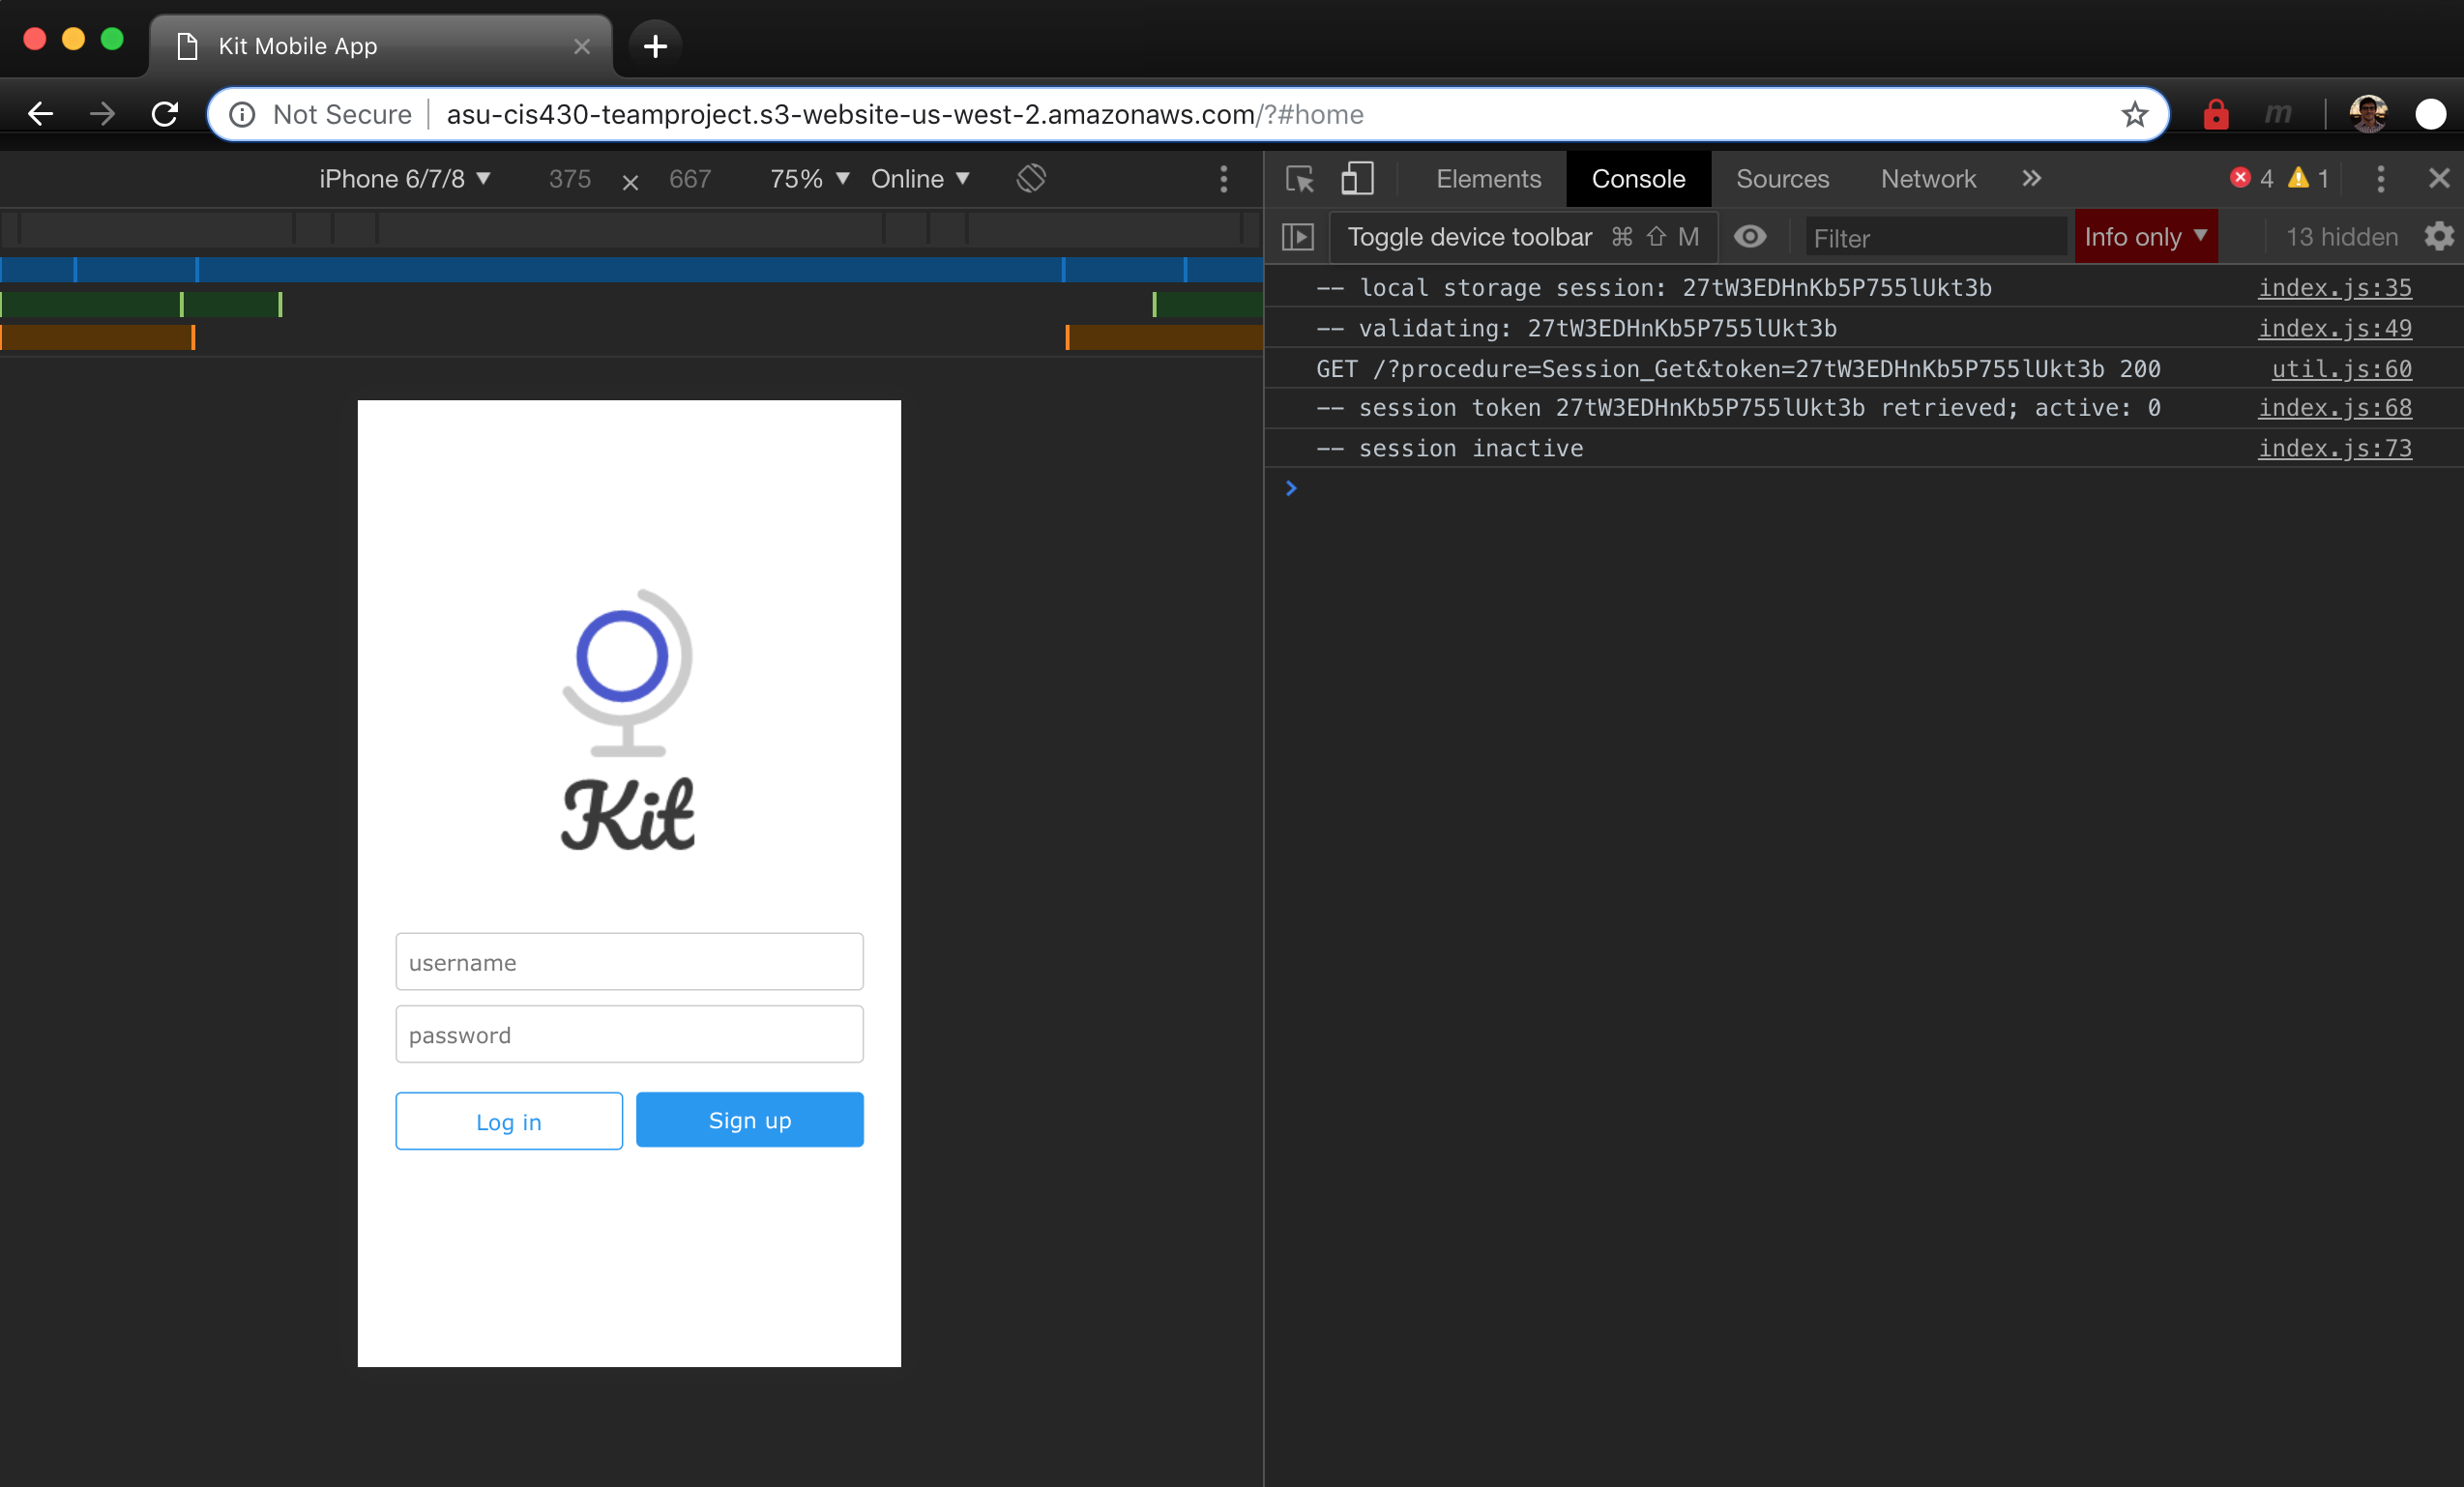 Kit Mobile App
Not Secure asu-cis430-teamproject.s3-website-us-west-2.amazonaws.com/?#home
m
iPhone 6/7/8 375 × 667 75% Online
Elements Console Sources Network » 4 1
Toggle device toolbar ⌘ ⇧ M Filter Info only 13 hidden
-- local storage session: 27tW3EDHnKb5P755lUkt3b index.js:35
-- validating: 27tW3EDHnKb5P755lUkt3b index.js:49
GET /?procedure=Session_Get&token=27tW3EDHnKb5P755lUkt3b 200 util.js:60
-- session token 27tW3EDHnKb5P755lUkt3b retrieved; active: 0 index.js:68
-- session inactive index.js:73
Kit
username
password
Log in Sign up